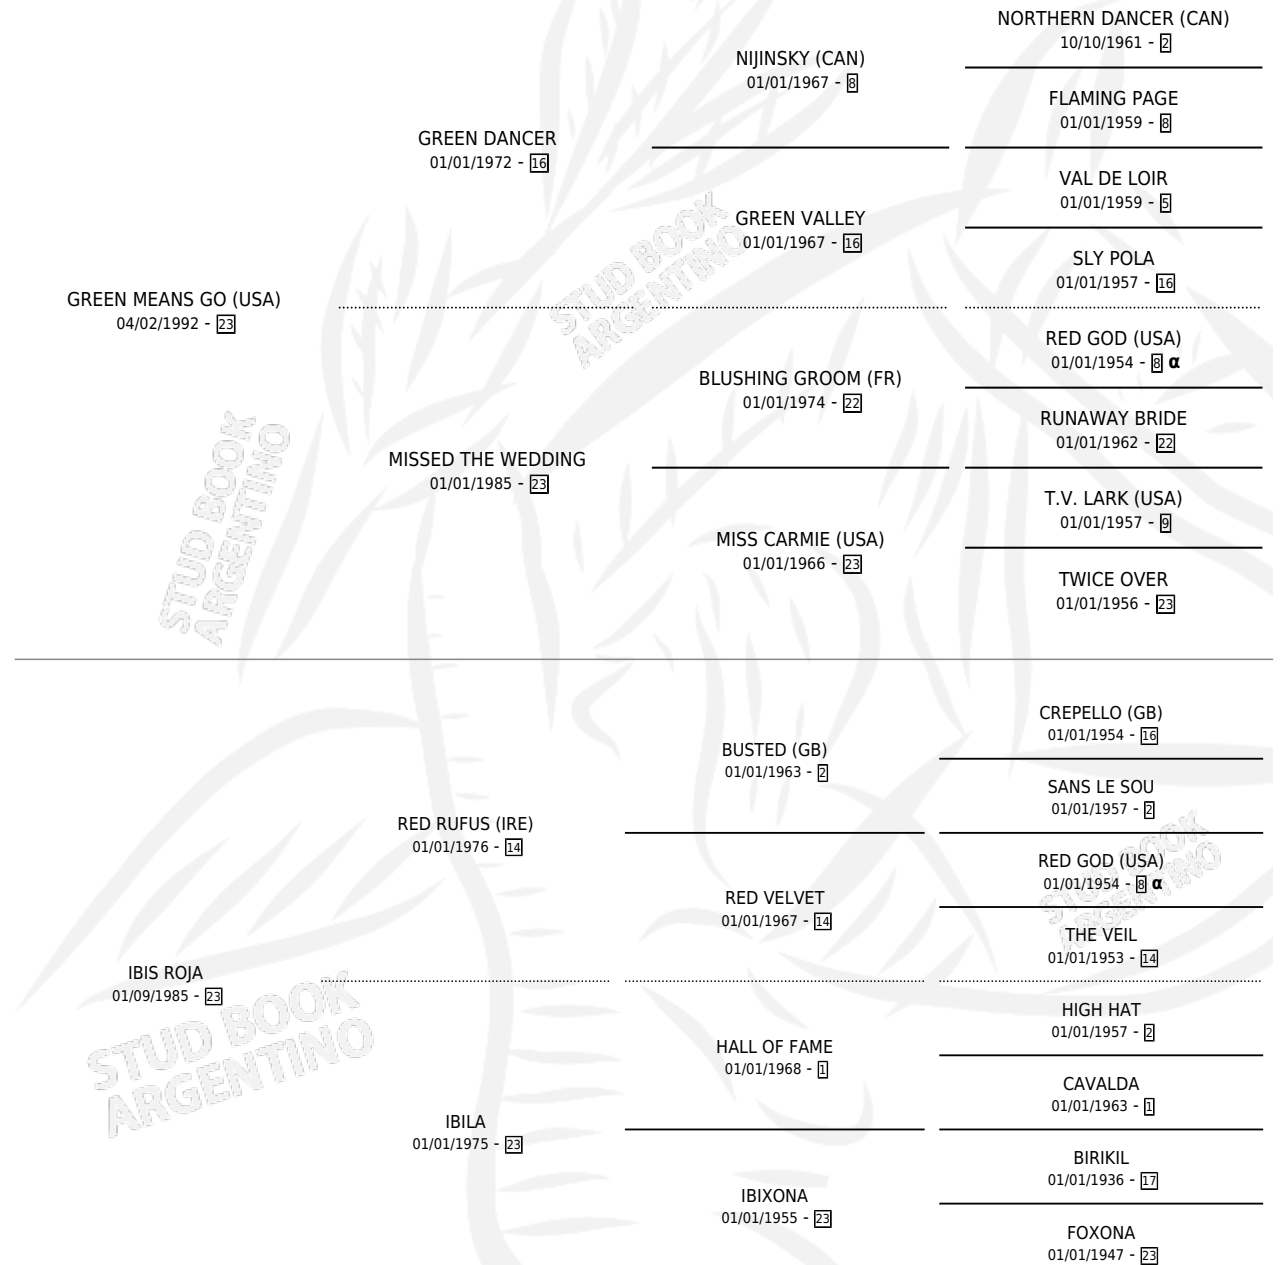 NORTHERN DANCER (CAN)
10/10/1961 - 2
NIJINSKY (CAN)
01/01/1967 - 8
FLAMING PAGE
01/01/1959 - 8
GREEN DANCER
01/01/1972 - 16
VAL DE LOIR
01/01/1959 - 5
GREEN VALLEY
01/01/1967 - 16
SLY POLA
01/01/1957 - 16
GREEN MEANS GO (USA)
04/02/1992 - 23
RED GOD (USA)
01/01/1954 - 8 α
BLUSHING GROOM (FR)
01/01/1974 - 22
RUNAWAY BRIDE
01/01/1962 - 22
MISSED THE WEDDING
01/01/1985 - 23
T.V. LARK (USA)
01/01/1957 - 9
MISS CARMIE (USA)
01/01/1966 - 23
TWICE OVER
01/01/1956 - 23
CREPELLO (GB)
01/01/1954 - 16
BUSTED (GB)
01/01/1963 - 2
SANS LE SOU
01/01/1957 - 2
RED RUFUS (IRE)
01/01/1976 - 14
RED GOD (USA)
01/01/1954 - 8 α
RED VELVET
01/01/1967 - 14
THE VEIL
01/01/1953 - 14
IBIS ROJA
01/09/1985 - 23
HIGH HAT
01/01/1957 - 2
HALL OF FAME
01/01/1968 - 1
CAVALDA
01/01/1963 - 1
IBILA
01/01/1975 - 23
BIRIKIL
01/01/1936 - 17
IBIXONA
01/01/1955 - 23
FOXONA
01/01/1947 - 23
STUD BOOK
ARGENTINO
STUD BOOK
ARGENTINO
STUD BOOK
ARGENTINO
STUD BOOK
ARGENTINO